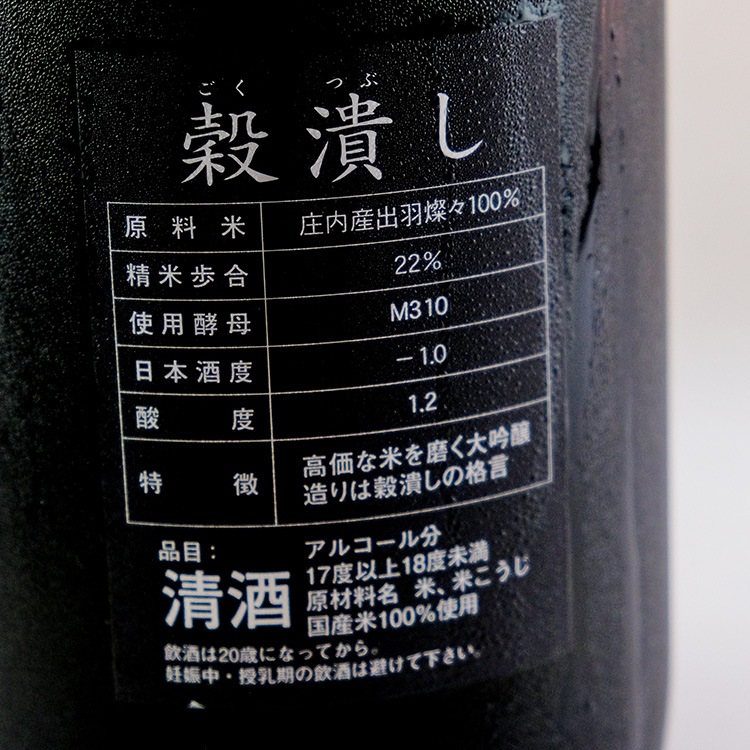 ごく つぶ
穀潰し
原料米 庄内産出羽燦々100%
精米歩合 22%
使用酵母 M310
日本酒度 −1.0
酸度 1.2
特徴 高価な米を磨く大吟醸
造りは穀潰しの格言
品目: アルコール分
清酒 17度以上18度未満
原材料名 米、米こうじ
国産米100%使用
飲酒は20歳になってから。
妊娠中・授乳期の飲酒は避けて下さい。